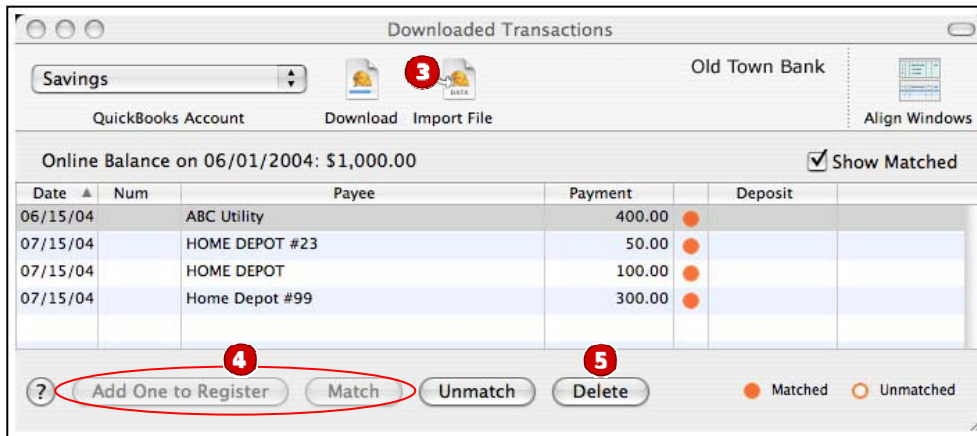 Downloaded Transactions
Savings
3
DATA
Old Town Bank
QuickBooks Account Download Import File Align Windows
Online Balance on 06/01/2004: $1,000.00 Show Matched
Date Num Payee Payment Deposit
06/15/04 ABC Utility 400.00
07/15/04 HOME DEPOT #23 50.00
07/15/04 HOME DEPOT 100.00
07/15/04 Home Depot #99 300.00
4 5
? Add One to Register Match Unmatch Delete Matched Unmatched